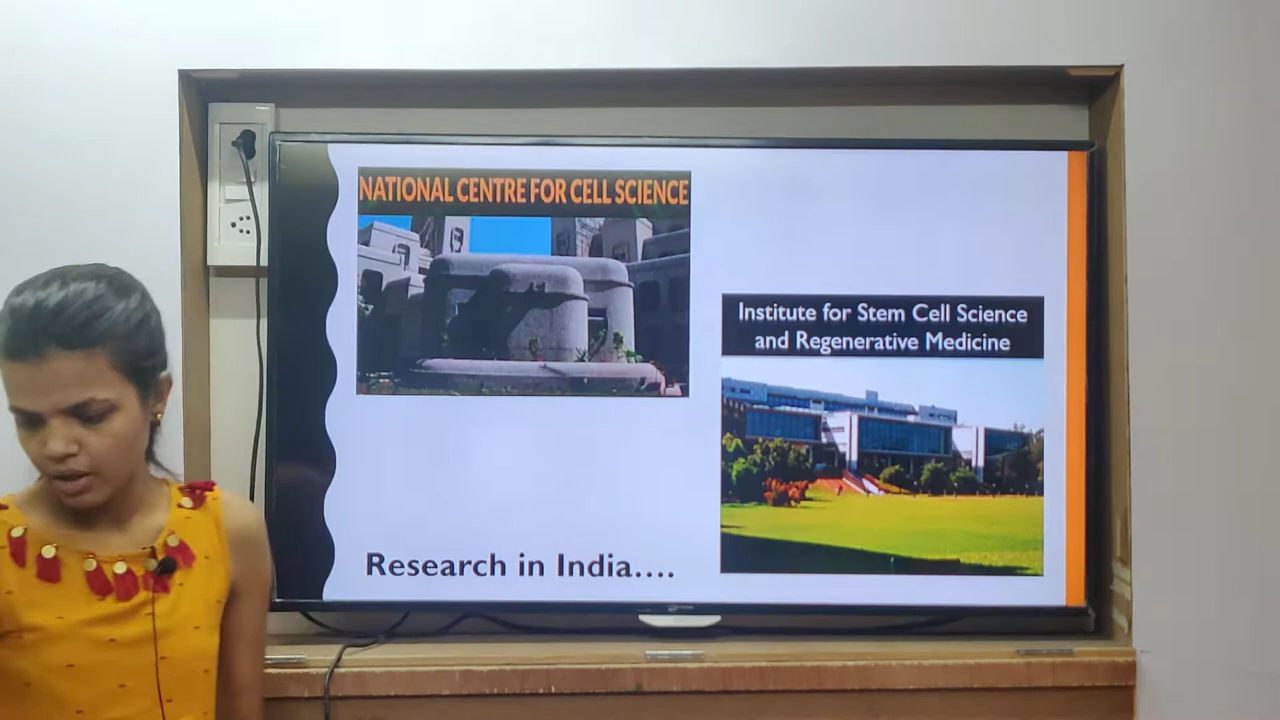 NATIONAL CENTRE FOR CELL SCIENCE
Institute for Stem Cell Science
and Regenerative Medicine
Research in India....